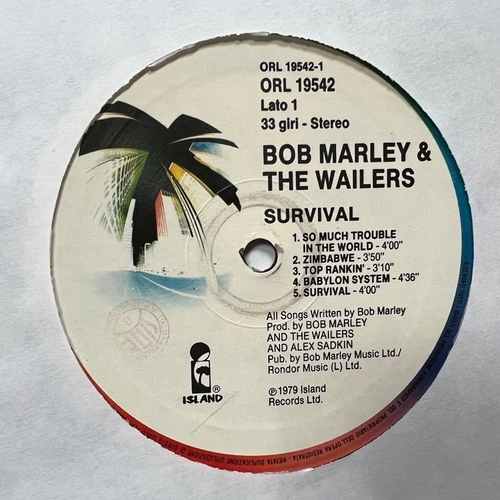 ORL 19542-1
ORL 19542
Lato 1
33 giri - Stereo
BOB MARLEY &
THE WAILERS
SURVIVAL
1. SO MUCH TROUBLE
IN THE WORLD - 4'00"
2. ZIMBABWE - 3'50"
3. TOP RANKIN' - 3'10"
4. BABYLON SYSTEM - 4'36"
5. SURVIVAL - 4'00"
All Songs Written by Bob Marley
Prod. by BOB MARLEY
AND THE WAILERS
AND ALEX SADKIN
Pub. by Bob Marley Music Ltd./
Rondor Music (L) Ltd.
℗ 1979 Island
Records Ltd.
ISLAND ®